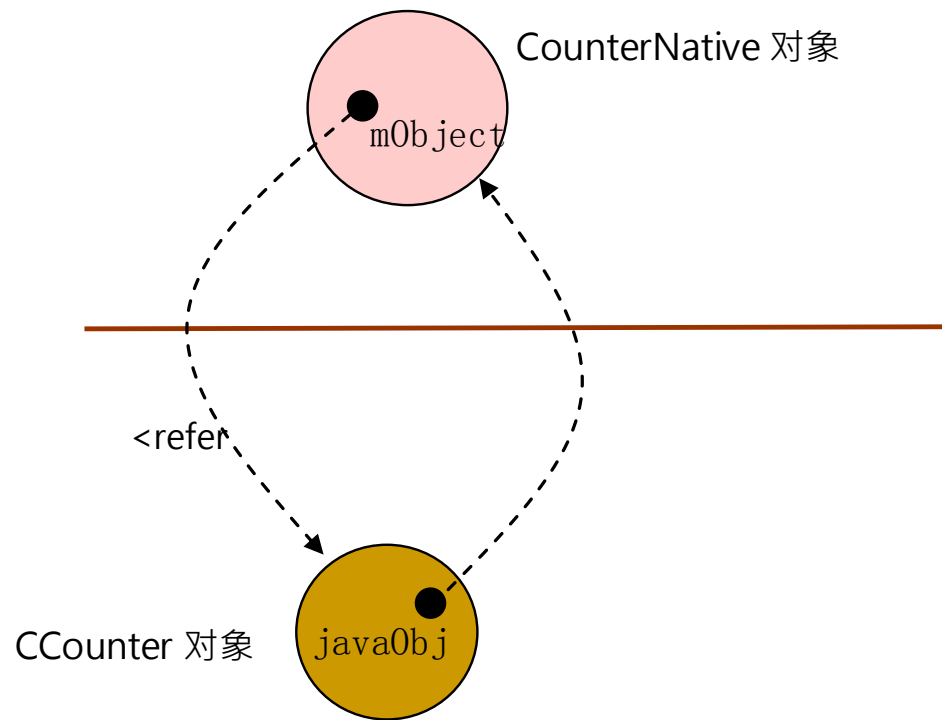 CounterNative 对象
mObject
<refer
CCounter 对象
javaObj